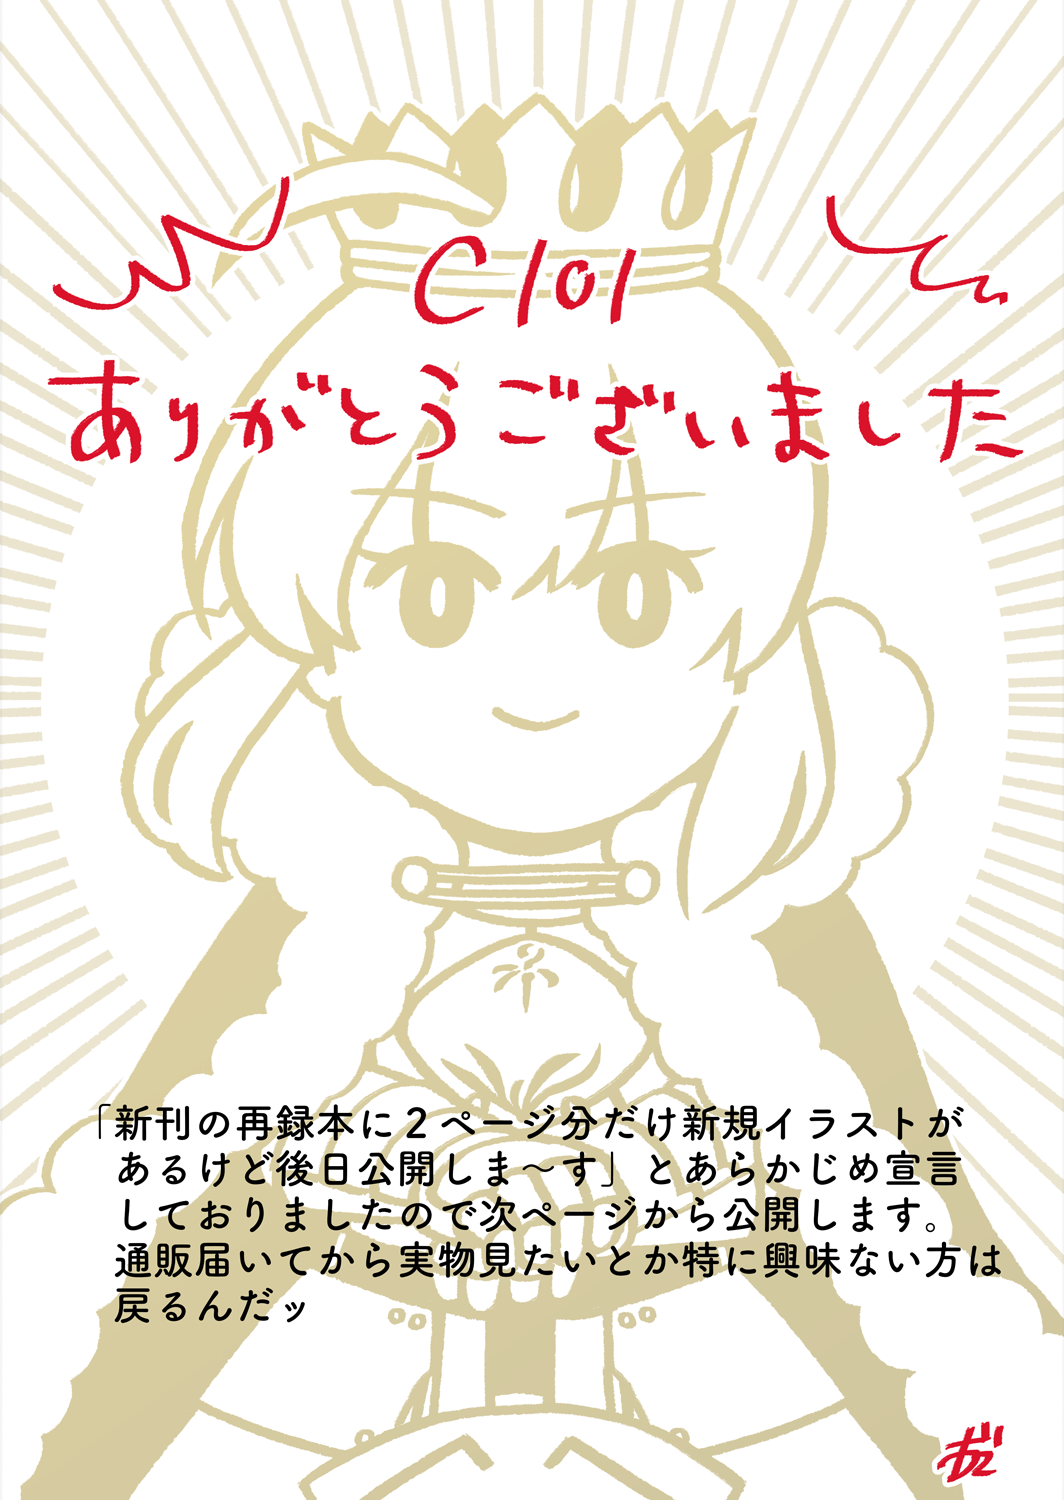 C101
ありがとうございました
「新刊の再録本に２ページ分だけ新規イラストが
あるけど後日公開しま～す」とあらかじめ宣言
しておりましたので次ページから公開します。
通販届いてから実物見たいとか特に興味ない方は
戻るんだッ